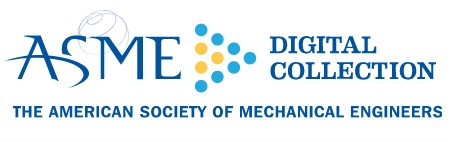 ASME DIGITAL
COLLECTION
THE AMERICAN SOCIETY OF MECHANICAL ENGINEERS